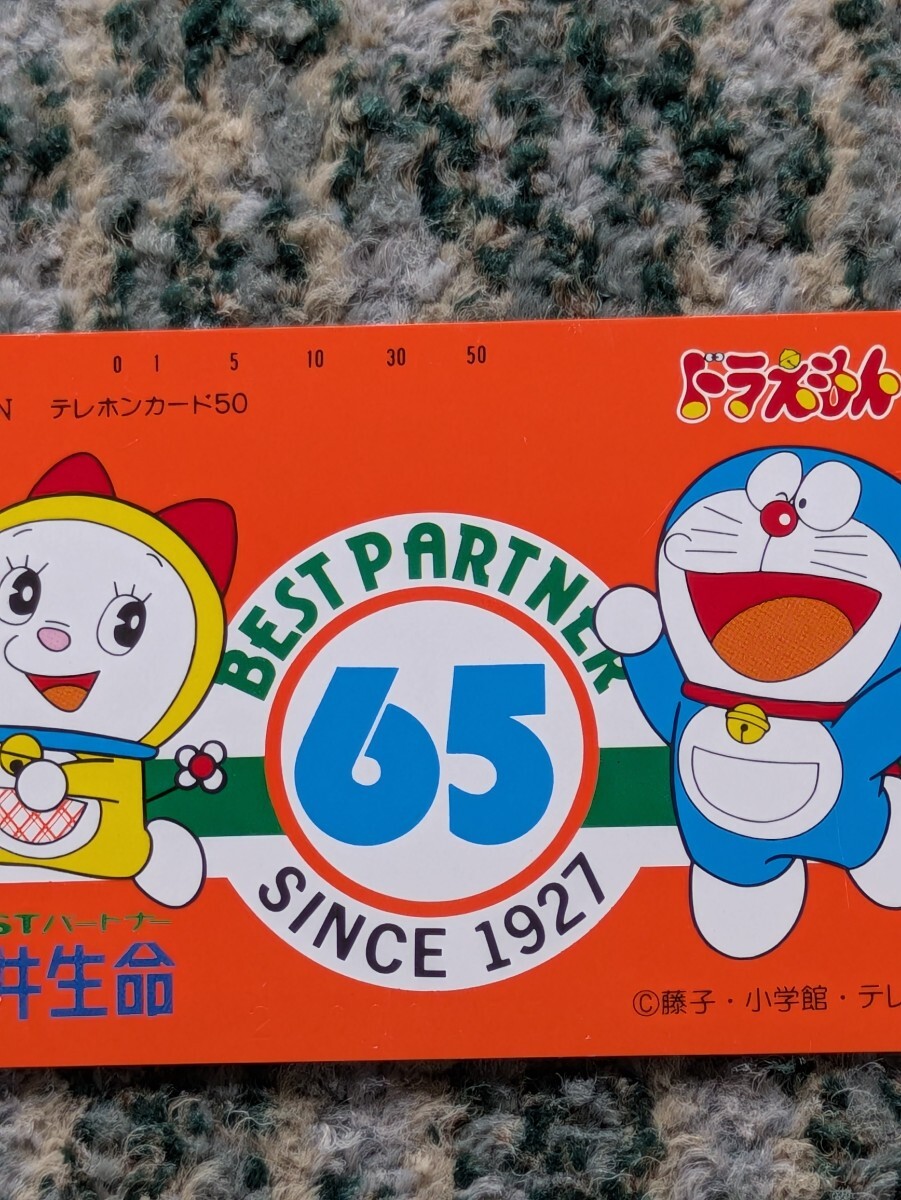 0 1 5 10 30 50
N テレホンカード50
ドラえもん
BEST PARTNER
65
SINCE 1927
STパートナー
井生命
©藤子・小学館・テレ